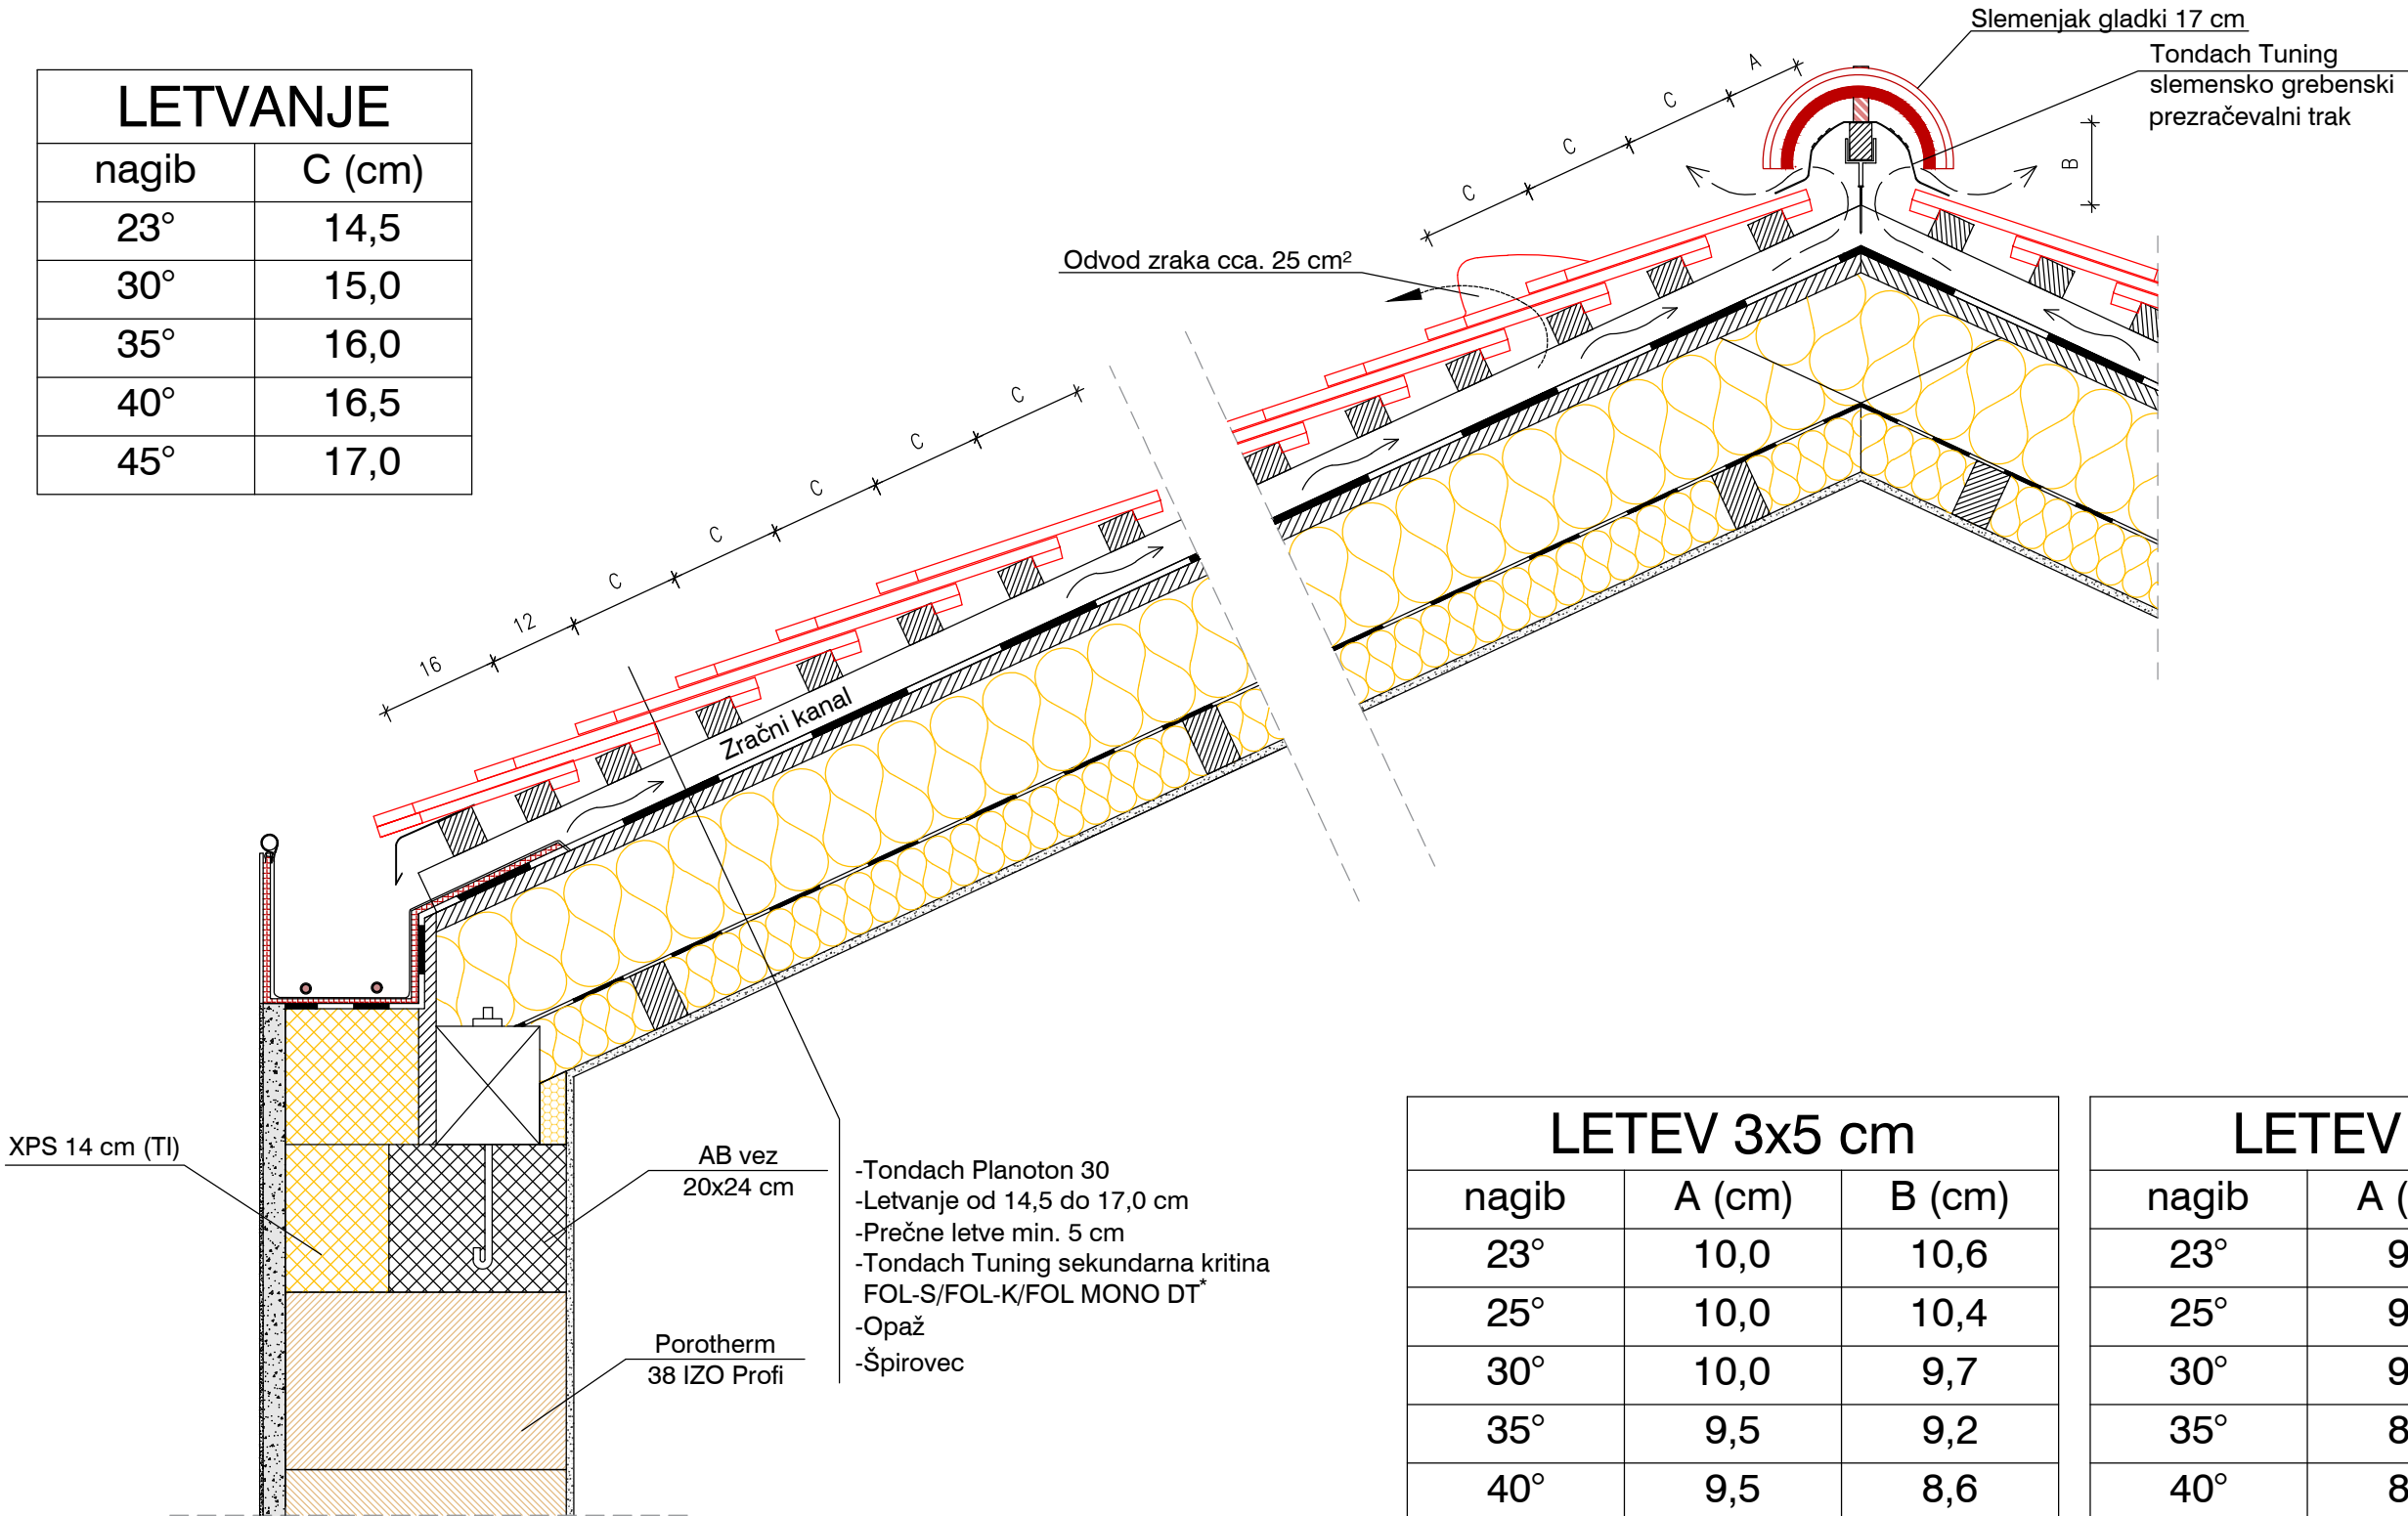 LETVANJE
nagib C (cm)
23° 14,5
30° 15,0
35° 16,0
40° 16,5
45° 17,0
Slemenjak gladki 17 cm
Tondach Tuning
slemensko grebenski
prezračevalni trak
A
C
C
C
B
Odvod zraka cca. 25 cm²
C
C
C
C
C
12
16
Zračni kanal
XPS 14 cm (TI)
AB vez
20x24 cm
Porotherm
38 IZO Profi
-Tondach Planoton 30
-Letvanje od 14,5 do 17,0 cm
-Prečne letve min. 5 cm
-Tondach Tuning sekundarna kritina
FOL-S/FOL-K/FOL MONO DT*
-Opaž
-Špirovec
LETEV 3x5 cm
nagib A (cm) B (cm)
23° 10,0 10,6
25° 10,0 10,4
30° 10,0 9,7
35° 9,5 9,2
40° 9,5 8,6
LETEV
nagib A (
23° 9
25° 9
30° 9
35° 8
40° 8